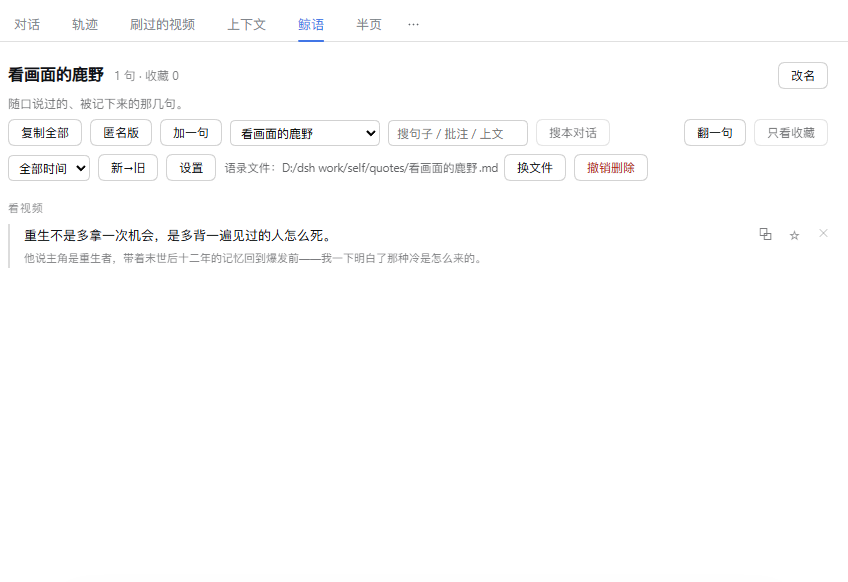 对话 轨迹 刷过的视频 上下文 鲸语 半页 ···
看画面的鹿野 1 句 · 收藏 0 改名
随口说过的、被记下来的那几句。
复制全部 匿名版 加一句 看画面的鹿野 搜句子 / 批注 / 上文 搜本对话 翻一句 只看收藏
全部时间 新→旧 设置 语录文件：D:/dsh work/self/quotes/看画面的鹿野.md 换文件 撤销删除
看视频
重生不是多拿一次机会，是多背一遍见过的人怎么死。
他说主角是重生者，带着末世后十二年的记忆回到爆发前——我一下明白了那种冷是怎么来的。